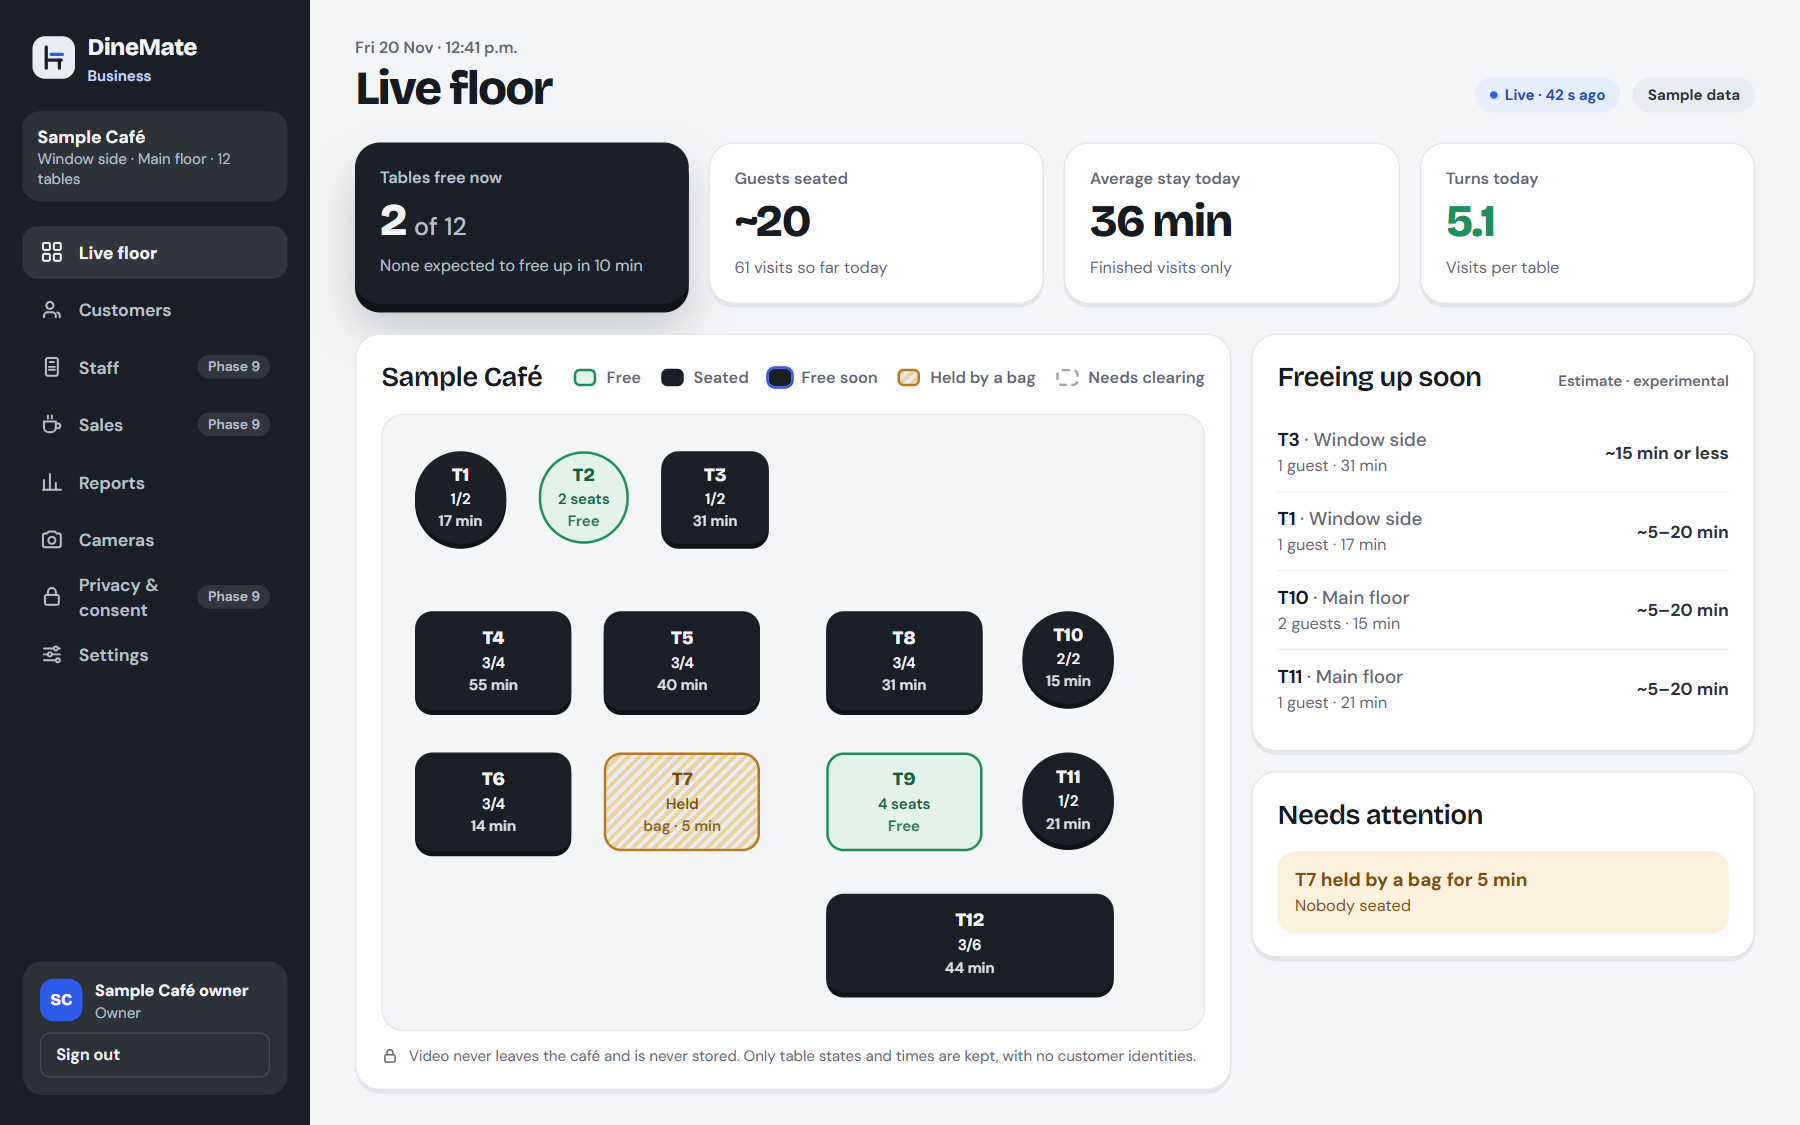 DineMate
Business
Sample Café
Window side · Main floor · 12
tables
Live floor
Customers
Staff
Phase 9
Sales
Phase 9
Reports
Cameras
Privacy &
consent
Phase 9
Settings
SC
Sample Café owner
Owner
Sign out
Fri 20 Nov · 12:41 p.m.
Live floor
Live · 42 s ago
Sample data
Tables free now
2 of 12
None expected to free up in 10 min
Guests seated
~20
61 visits so far today
Average stay today
36 min
Finished visits only
Turns today
5.1
Visits per table
Sample Café
Free
Seated
Free soon
Held by a bag
Needs clearing
T1
1/2
17 min
T2
2 seats
Free
T3
1/2
31 min
T4
3/4
55 min
T5
3/4
40 min
T8
3/4
31 min
T10
2/2
15 min
T6
3/4
14 min
T7
Held
bag · 5 min
T9
4 seats
Free
T11
1/2
21 min
T12
3/6
44 min
Video never leaves the café and is never stored. Only table states and times are kept, with no customer identities.
Freeing up soon
Estimate · experimental
T3 · Window side
1 guest · 31 min
~15 min or less
T1 · Window side
1 guest · 17 min
~5–20 min
T10 · Main floor
2 guests · 15 min
~5–20 min
T11 · Main floor
1 guest · 21 min
~5–20 min
Needs attention
T7 held by a bag for 5 min
Nobody seated